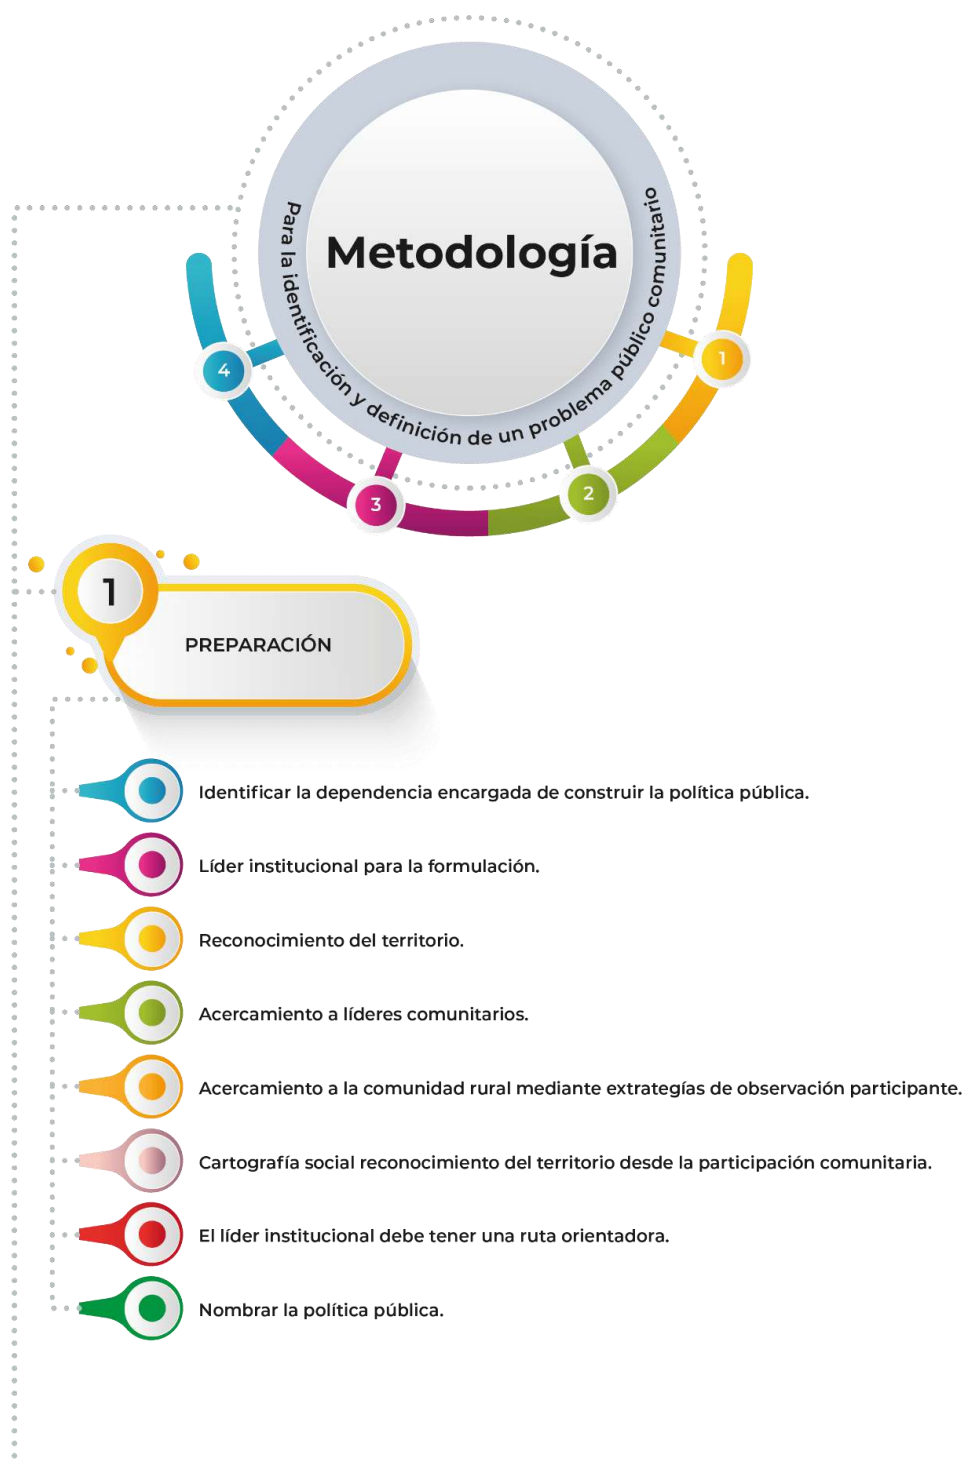 Metodología
Para la identificación y definición de un problema público comunitario
1
2
3
4
1
PREPARACIÓN
Identificar la dependencia encargada de construir la política pública.
Líder institucional para la formulación.
Reconocimiento del territorio.
Acercamiento a líderes comunitarios.
Acercamiento a la comunidad rural mediante extrategías de observación participante.
Cartografía social reconocimiento del territorio desde la participación comunitaria.
El líder institucional debe tener una ruta orientadora.
Nombrar la política pública.